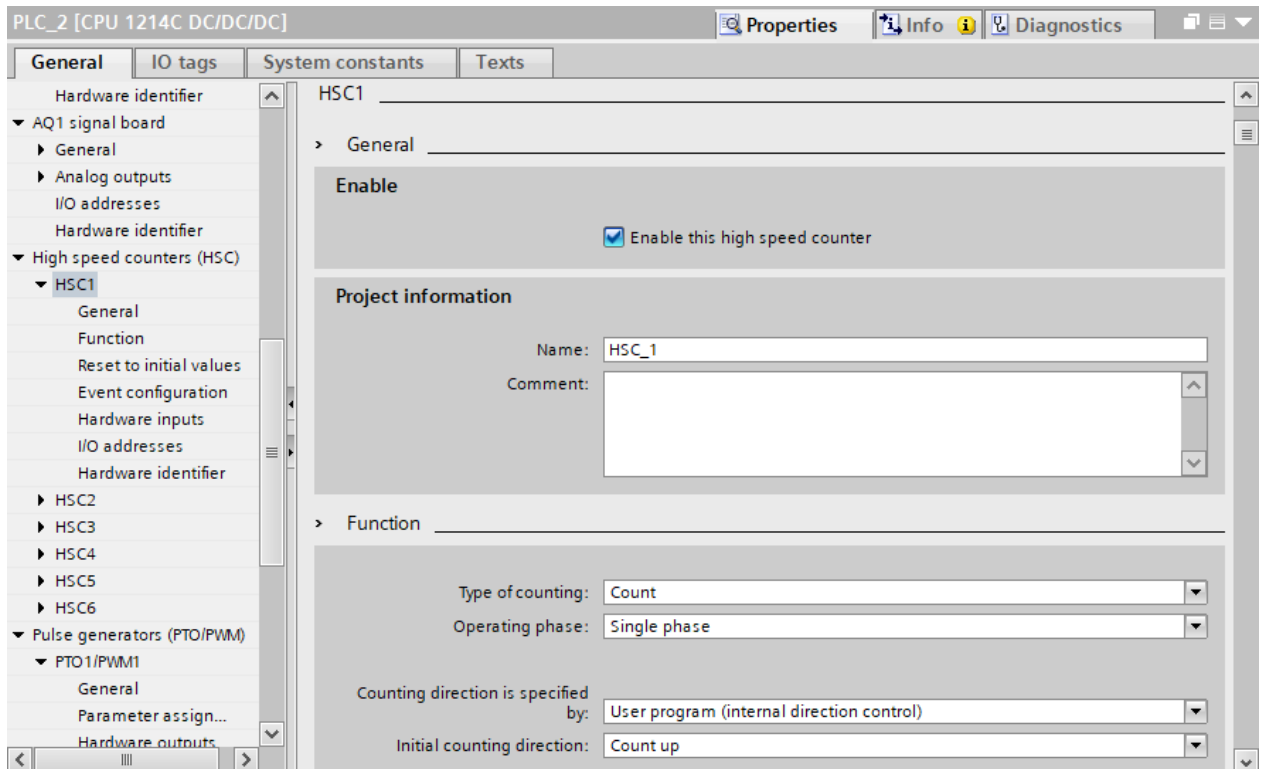 PLC_2 [CPU 1214C DC/DC/DC]
Properties
Info
Diagnostics
General
IO tags
System constants
Texts
Hardware identifier
AQ1 signal board
General
Analog outputs
I/O addresses
Hardware identifier
High speed counters (HSC)
HSC1
General
Function
Reset to initial values
Event configuration
Hardware inputs
I/O addresses
Hardware identifier
HSC2
HSC3
HSC4
HSC5
HSC6
Pulse generators (PTO/PWM)
PTO1/PWM1
General
Parameter assign...
Hardware outputs
HSC1
General
Enable
Enable this high speed counter
Project information
Name: HSC_1
Comment:
Function
Type of counting: Count
Operating phase: Single phase
Counting direction is specified
by: User program (internal direction control)
Initial counting direction: Count up